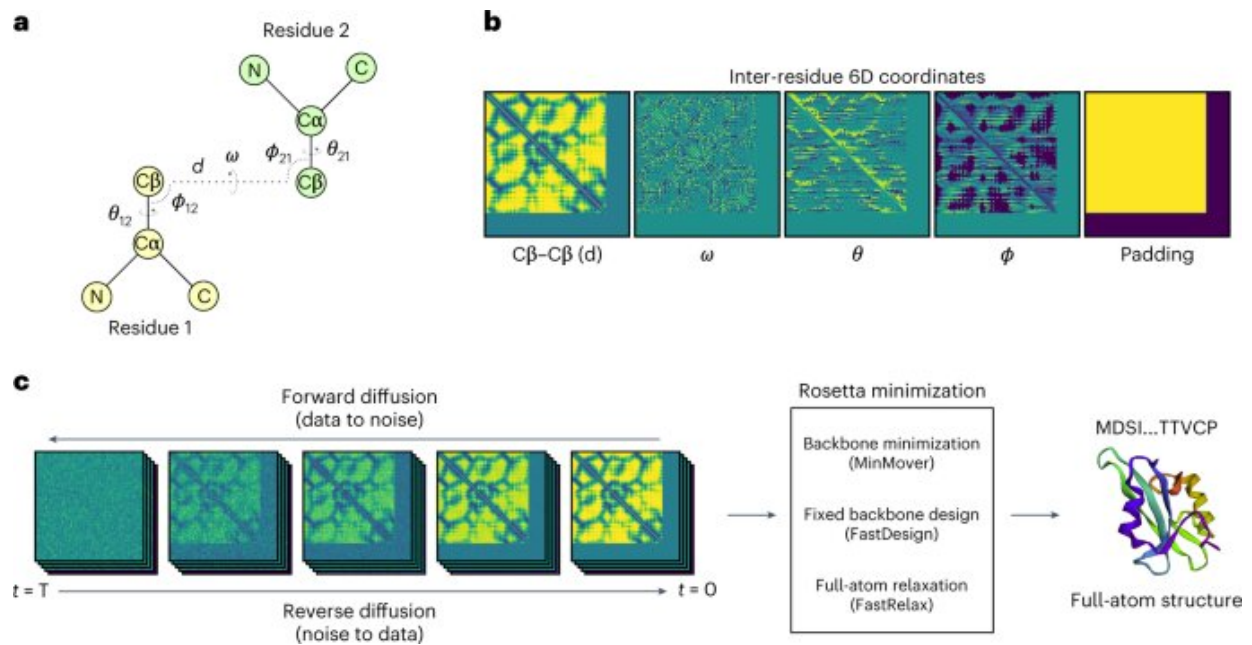 a
Residue 2
N
C
Cα
ϕ21
θ21
d
ω
Cβ
Cβ
θ12
ϕ12
Cα
N
C
Residue 1
b
Inter-residue 6D coordinates
Cβ–Cβ (d)
ω
θ
ϕ
Padding
c
Forward diffusion
(data to noise)
t = T
t = 0
Reverse diffusion
(noise to data)
Rosetta minimization
Backbone minimization
(MinMover)
Fixed backbone design
(FastDesign)
Full-atom relaxation
(FastRelax)
MDSI...TTVCP
Full-atom structure